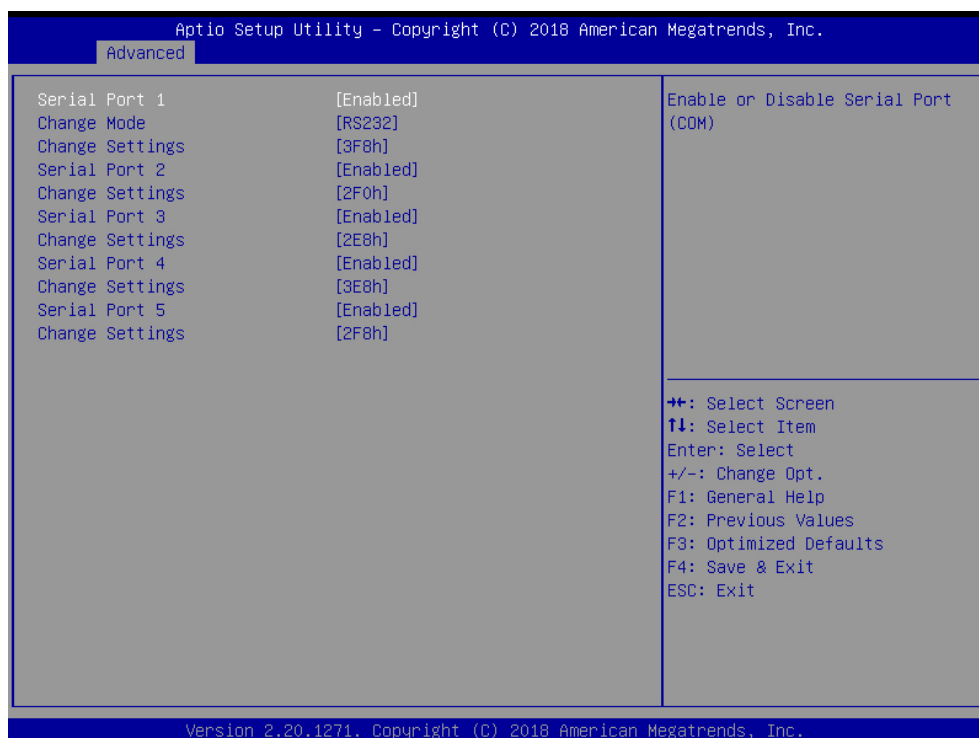 Aptio Setup Utility – Copyright (C) 2018 American Megatrends, Inc.
Advanced
Serial Port 1 [Enabled]
Change Mode [RS232]
Change Settings [3F8h]
Serial Port 2 [Enabled]
Change Settings [2F0h]
Serial Port 3 [Enabled]
Change Settings [2E8h]
Serial Port 4 [Enabled]
Change Settings [3E8h]
Serial Port 5 [Enabled]
Change Settings [2F8h]
Enable or Disable Serial Port
(COM)
→←: Select Screen
↑↓: Select Item
Enter: Select
+/-: Change Opt.
F1: General Help
F2: Previous Values
F3: Optimized Defaults
F4: Save & Exit
ESC: Exit
Version 2.20.1271. Copyright (C) 2018 American Megatrends, Inc.